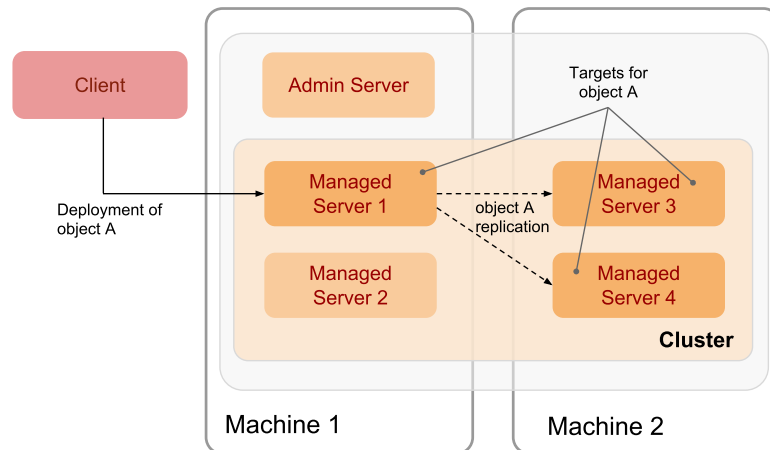 Client
Admin Server
Targets for
object A
Managed
Server 1
Managed
Server 3
Deployment of
object A
object A
replication
Managed
Server 2
Managed
Server 4
Cluster
Machine 1
Machine 2